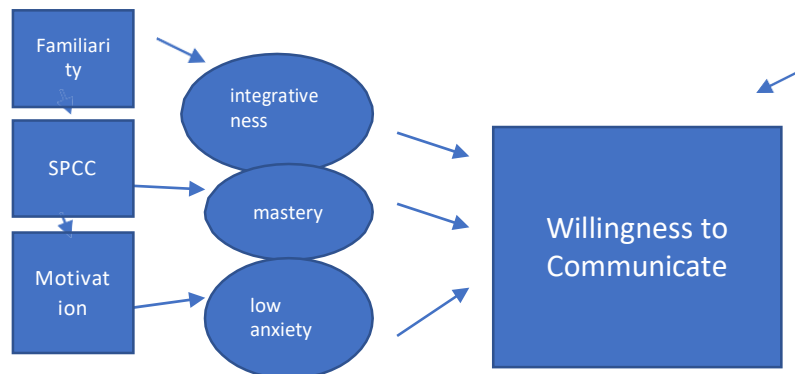 Familiari
ty
SPCC
Motivat
ion
integrative
ness
mastery
low
anxiety
Willingness to
Communicate